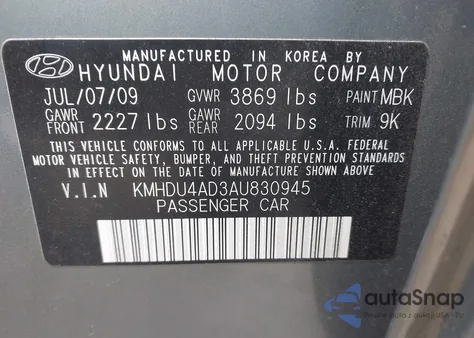 MANUFACTURED IN KOREA BY
HYUNDAI MOTOR COMPANY
JUL/07/09 GVWR 3869 lbs PAINT MBK
GAWR FRONT 2227 lbs GAWR REAR 2094 lbs TRIM 9K
THIS VEHICLE CONFORMS TO ALL APPLICABLE U.S.A. FEDERAL
MOTOR VEHICLE SAFETY, BUMPER, AND THEFT PREVENTION STANDARDS
IN EFFECT ON THE DATE OF MANUFACTURE SHOWN ABOVE.
V.I.N KMHDU4AD3AU830945
PASSENGER CAR
autaSnap